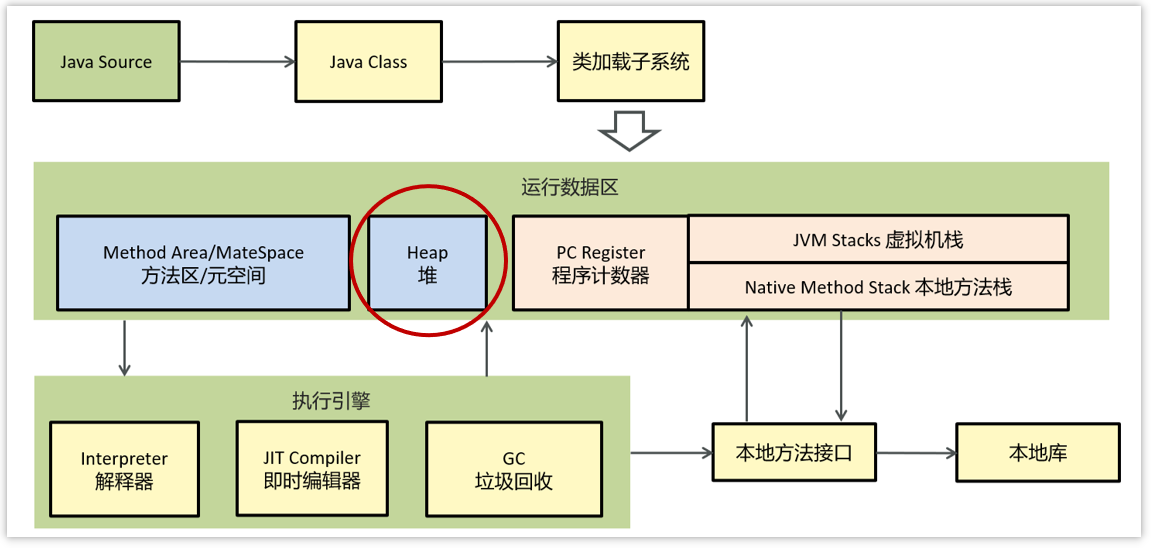 Java Source
Java Class
类加载子系统
运行数据区
Method Area/MateSpace
方法区/元空间
Heap
堆
PC Register
程序计数器
JVM Stacks 虚拟机栈
Native Method Stack 本地方法栈
执行引擎
Interpreter
解释器
JIT Compiler
即时编辑器
GC
垃圾回收
本地方法接口
本地库